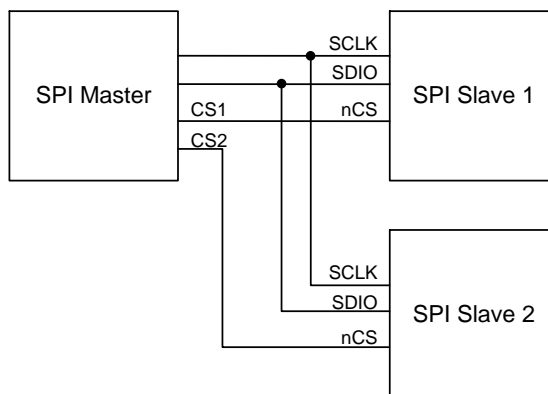 SCLK
SDIO
SPI Master
SPI Slave 1
CS1
nCS
CS2
SCLK
SDIO
SPI Slave 2
nCS